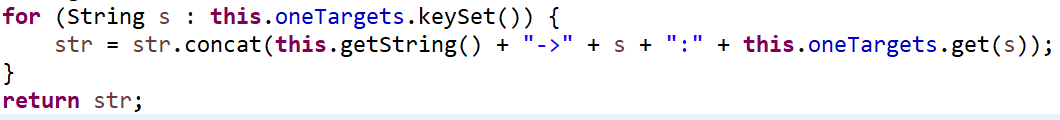 for (String s : this.oneTargets.keySet()) {
    str = str.concat(this.getString() + "->" + s + ":" + this.oneTargets.get(s));
}
return str;